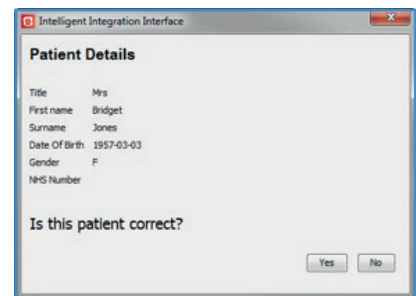 Intelligent Integration Interface
Patient Details
Title Mrs
First name Bridget
Surname Jones
Date Of Birth 1957-03-03
Gender F
NHS Number
Is this patient correct?
Yes No